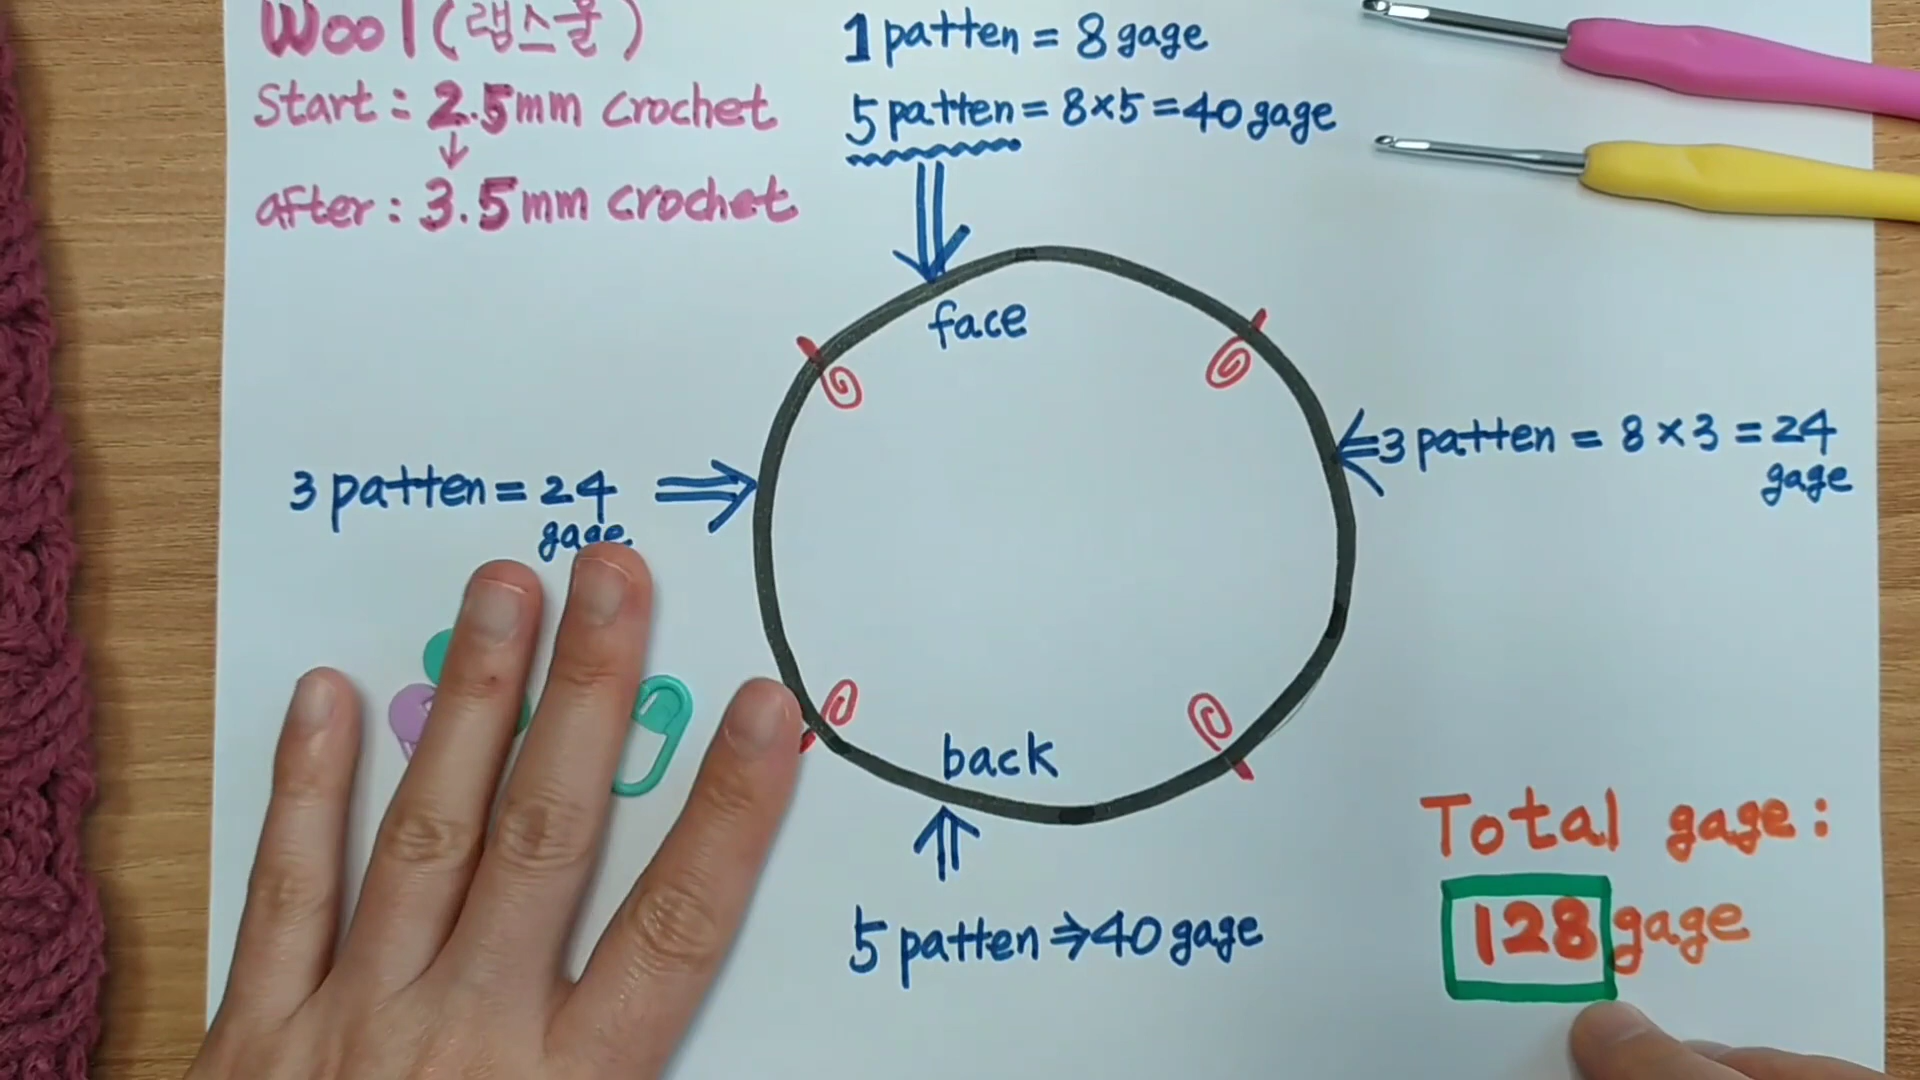 Wool (랩스울)
Start : 2.5mm crochet
↓
after : 3.5mm crochet
1 patten = 8 gage
5 patten = 8×5 = 40 gage
face
3 patten = 24
gage
3 patten = 8 × 3 = 24
gage
back
5 patten ⇒ 40 gage
Total gage :
128 gage